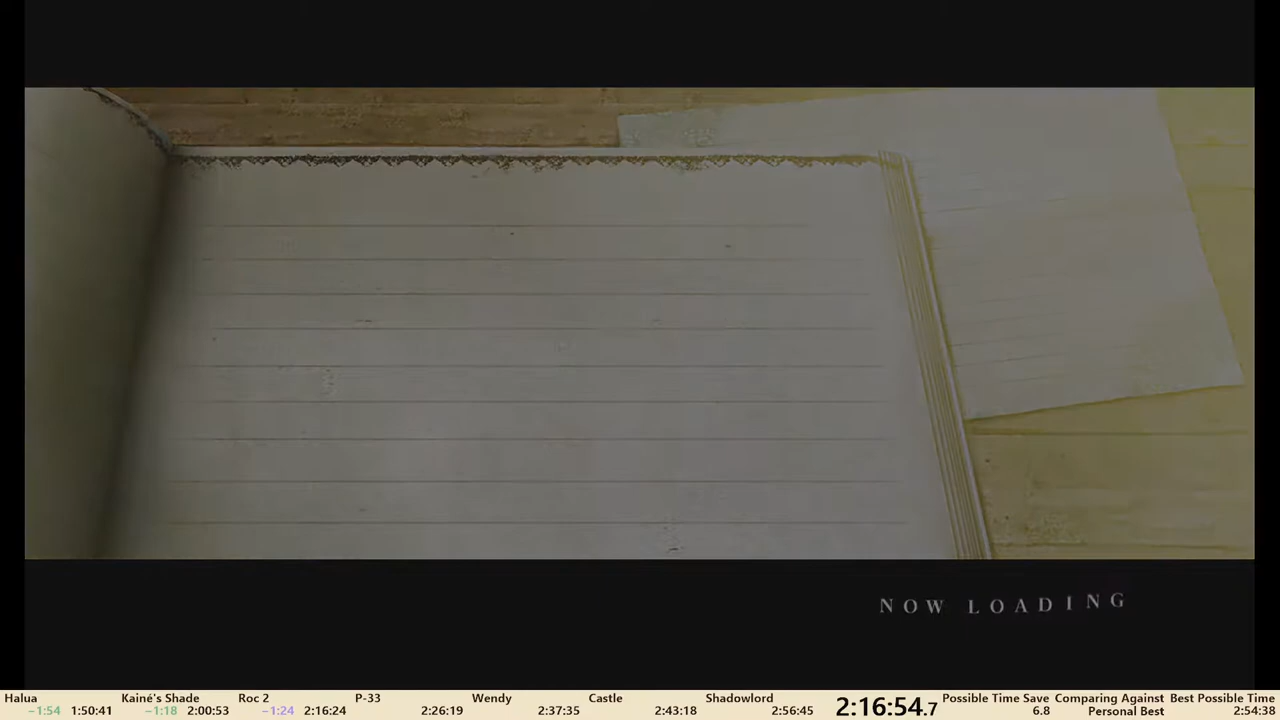 NOW LOADING
Halua Kainé's Shade Roc 2 P-33 Wendy Castle Shadowlord 2:16:54.7 Possible Time Save Comparing Against Best Possible Time
−1:54 1:50:41 −1:18 2:00:53 −1:24 2:16:24 2:26:19 2:37:35 2:43:18 2:56:45 6.8 Personal Best 2:54:38